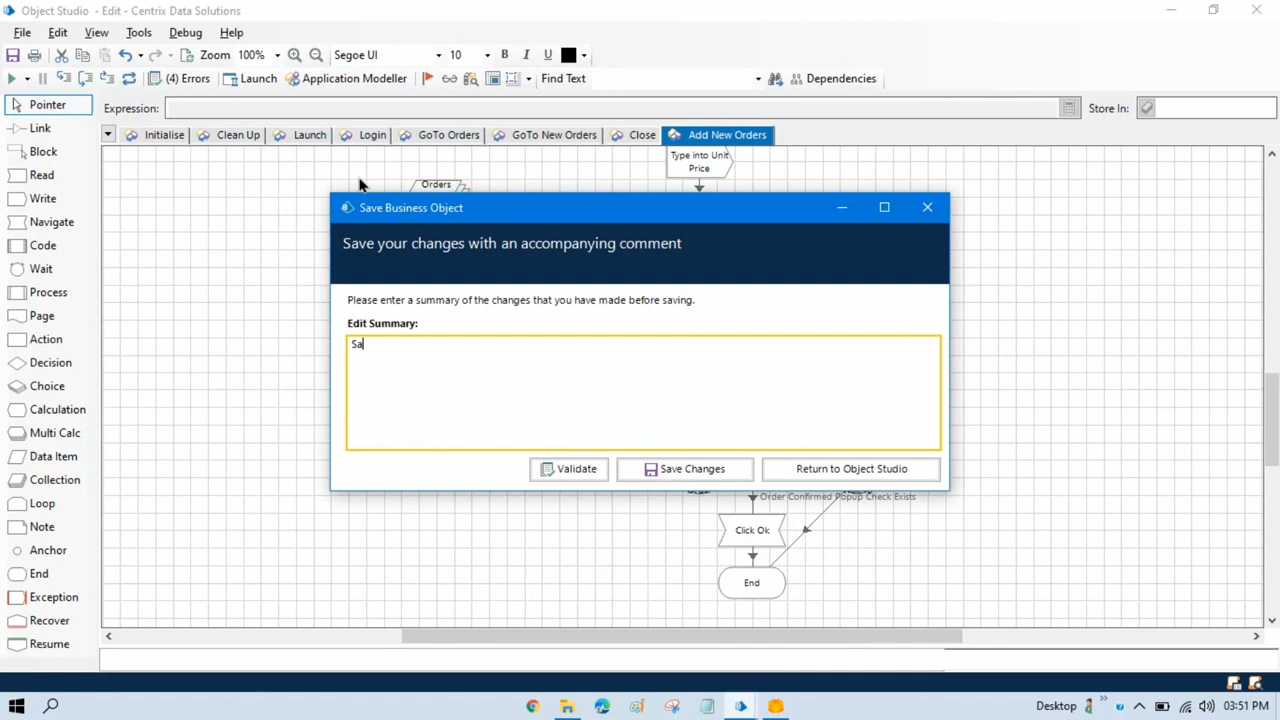 Object Studio - Edit - Centrix Data Solutions
File Edit View Tools Debug Help
Zoom 100% Segoe UI 10 B I U
(4) Errors Launch Application Modeller Find Text Dependencies
Pointer Expression: Store In:
Link Initialise Clean Up Launch Login GoTo Orders GoTo New Orders Close Add New Orders
Block
Read
Write
Navigate
Code
Wait
Process
Page
Action
Decision
Choice
Calculation
Multi Calc
Data Item
Collection
Loop
Note
Anchor
End
Exception
Recover
Resume
Type into Unit
Price
Orders
Save Business Object
Save your changes with an accompanying comment
Please enter a summary of the changes that you have made before saving.
Edit Summary:
Sa
Validate Save Changes Return to Object Studio
Order Confirmed Popup Check Exists
Click Ok
End
Desktop 03:51 PM